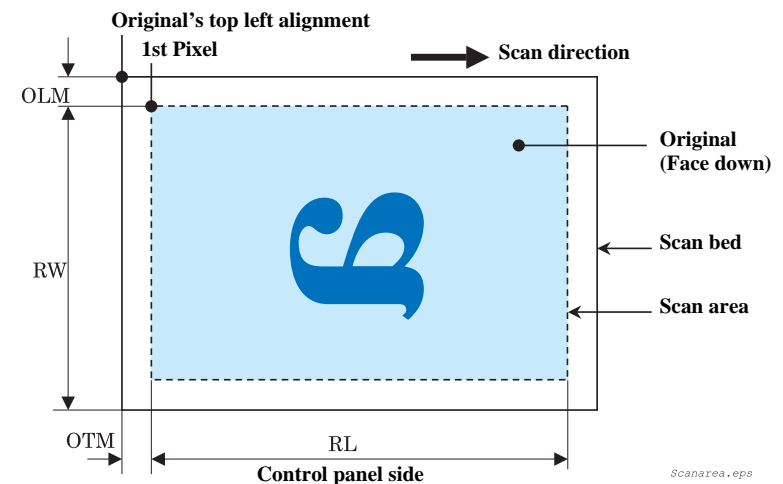 Original's top left alignment
1st Pixel
Scan direction
OLM
Original
(Face down)
Scan bed
RW
Scan area
OTM
RL
Control panel side
Scanarea.eps